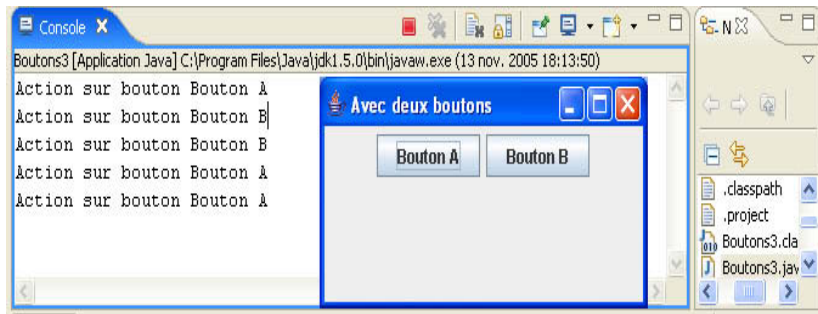 Console
Boutons3 [Application Java] C:\Program Files\Java\jdk1.5.0\bin\javaw.exe (13 nov. 2005 18:13:50)
Action sur bouton Bouton A
Action sur bouton Bouton B
Action sur bouton Bouton B
Action sur bouton Bouton A
Action sur bouton Bouton A
Avec deux boutons
Bouton A
Bouton B
N
.classpath
.project
Boutons3.cla
Boutons3.jav